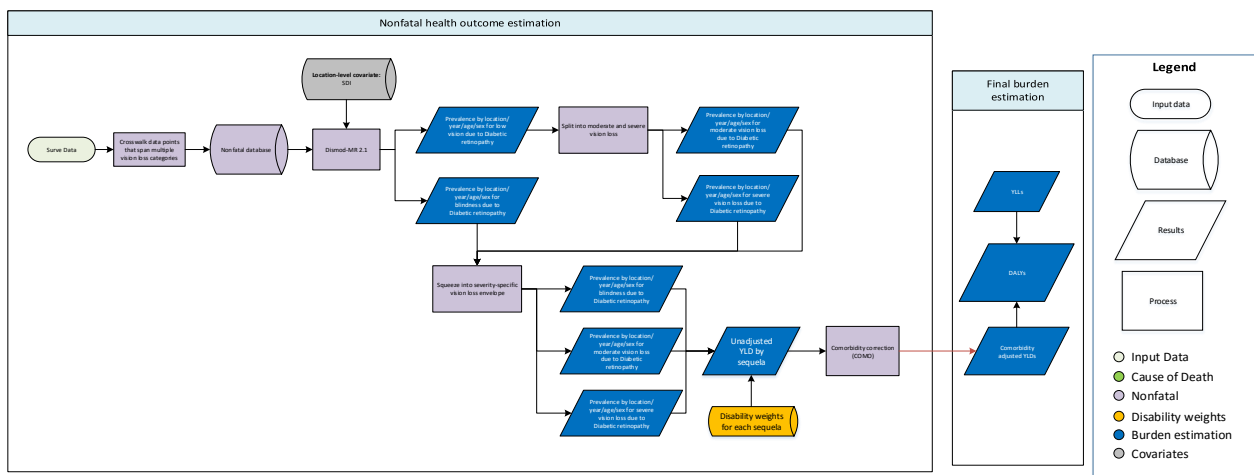 Nonfatal health outcome estimation
Location-level covariate:
SDI
Surve Data
Crosswalk data points
that span multiple
vision loss categories
Nonfatal database
Dismod-MR 2.1
Prevalence by location/
year/age/sex for low
vision due to Diabetic
retinopathy
Split into moderate and severe
vision loss
Prevalence by location/
year/age/sex for
moderate vision loss
due to Diabetic
retinopathy
Prevalence by location/
year/age/sex for
blindness due to
Diabetic retinopathy
Prevalence by location/
year/age/sex for severe
vision loss due to
Diabetic retinopathy
Squeeze into severity-specific
vision loss envelope
Prevalence by location/
year/age/sex for
blindness due to
Diabetic retinopathy
Prevalence by location/
year/age/sex for
moderate vision loss
due to Diabetic
retinopathy
Prevalence by location/
year/age/sex for severe
vision loss due to
Diabetic retinopathy
Unadjusted
YLD by
sequela
Disability weights
for each sequela
Comorbidity correction
(COMO)
Final burden
estimation
YLLs
DALYs
Comorbidity
adjusted YLDs
Legend
Input data
Database
Results
Process
Input Data
Cause of Death
Nonfatal
Disability weights
Burden estimation
Covariates